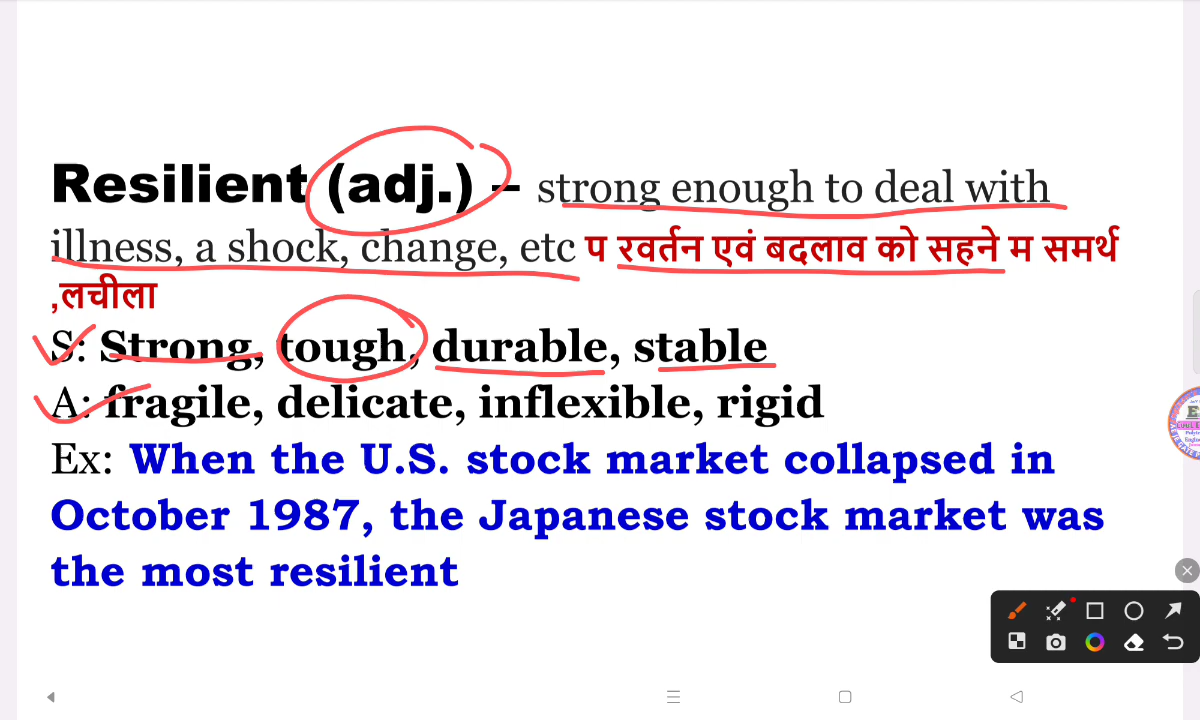 Resilient (adj.) – strong enough to deal with
illness, a shock, change, etc प रवर्तन एवं बदलाव को सहने म समर्थ
,लचीला
S: Strong, tough, durable, stable
A: fragile, delicate, inflexible, rigid
Ex: When the U.S. stock market collapsed in
October 1987, the Japanese stock market was
the most resilient